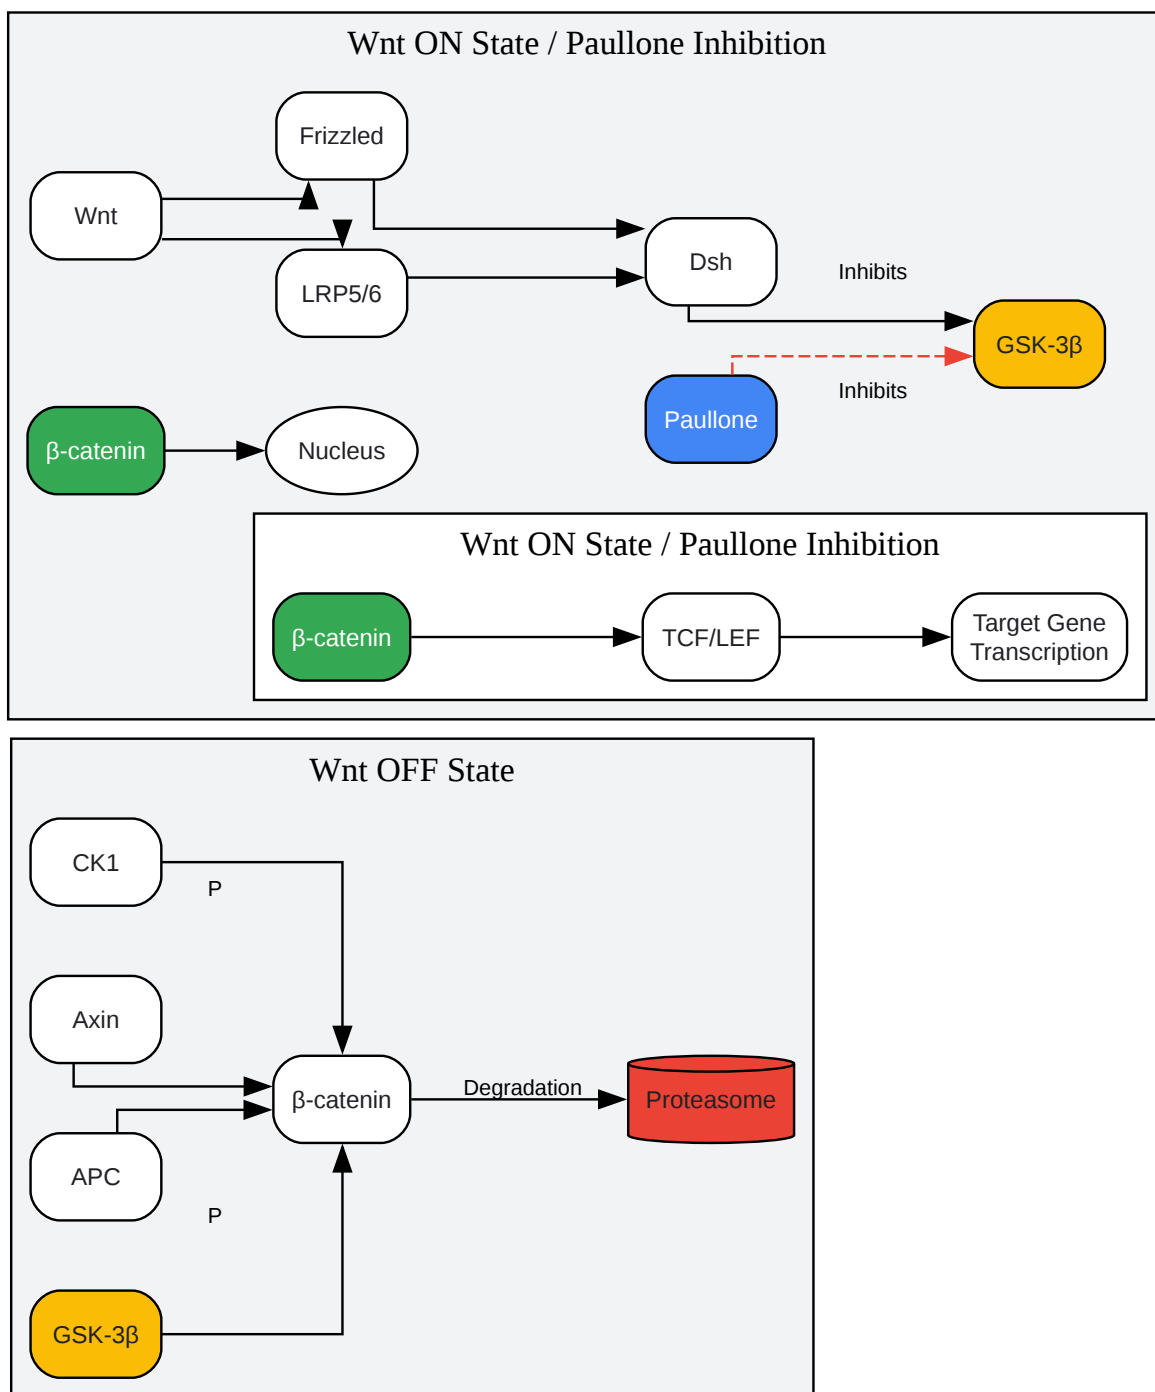 Wnt ON State / Paullone Inhibition
Frizzled
Wnt
Dsh
LRP5/6
Inhibits
GSK-3β
Inhibits
Paullone
β-catenin
Nucleus
Wnt ON State / Paullone Inhibition
β-catenin
TCF/LEF
Target Gene
Transcription
Wnt OFF State
CK1
P
Axin
β-catenin
Degradation
Proteasome
APC
P
GSK-3β